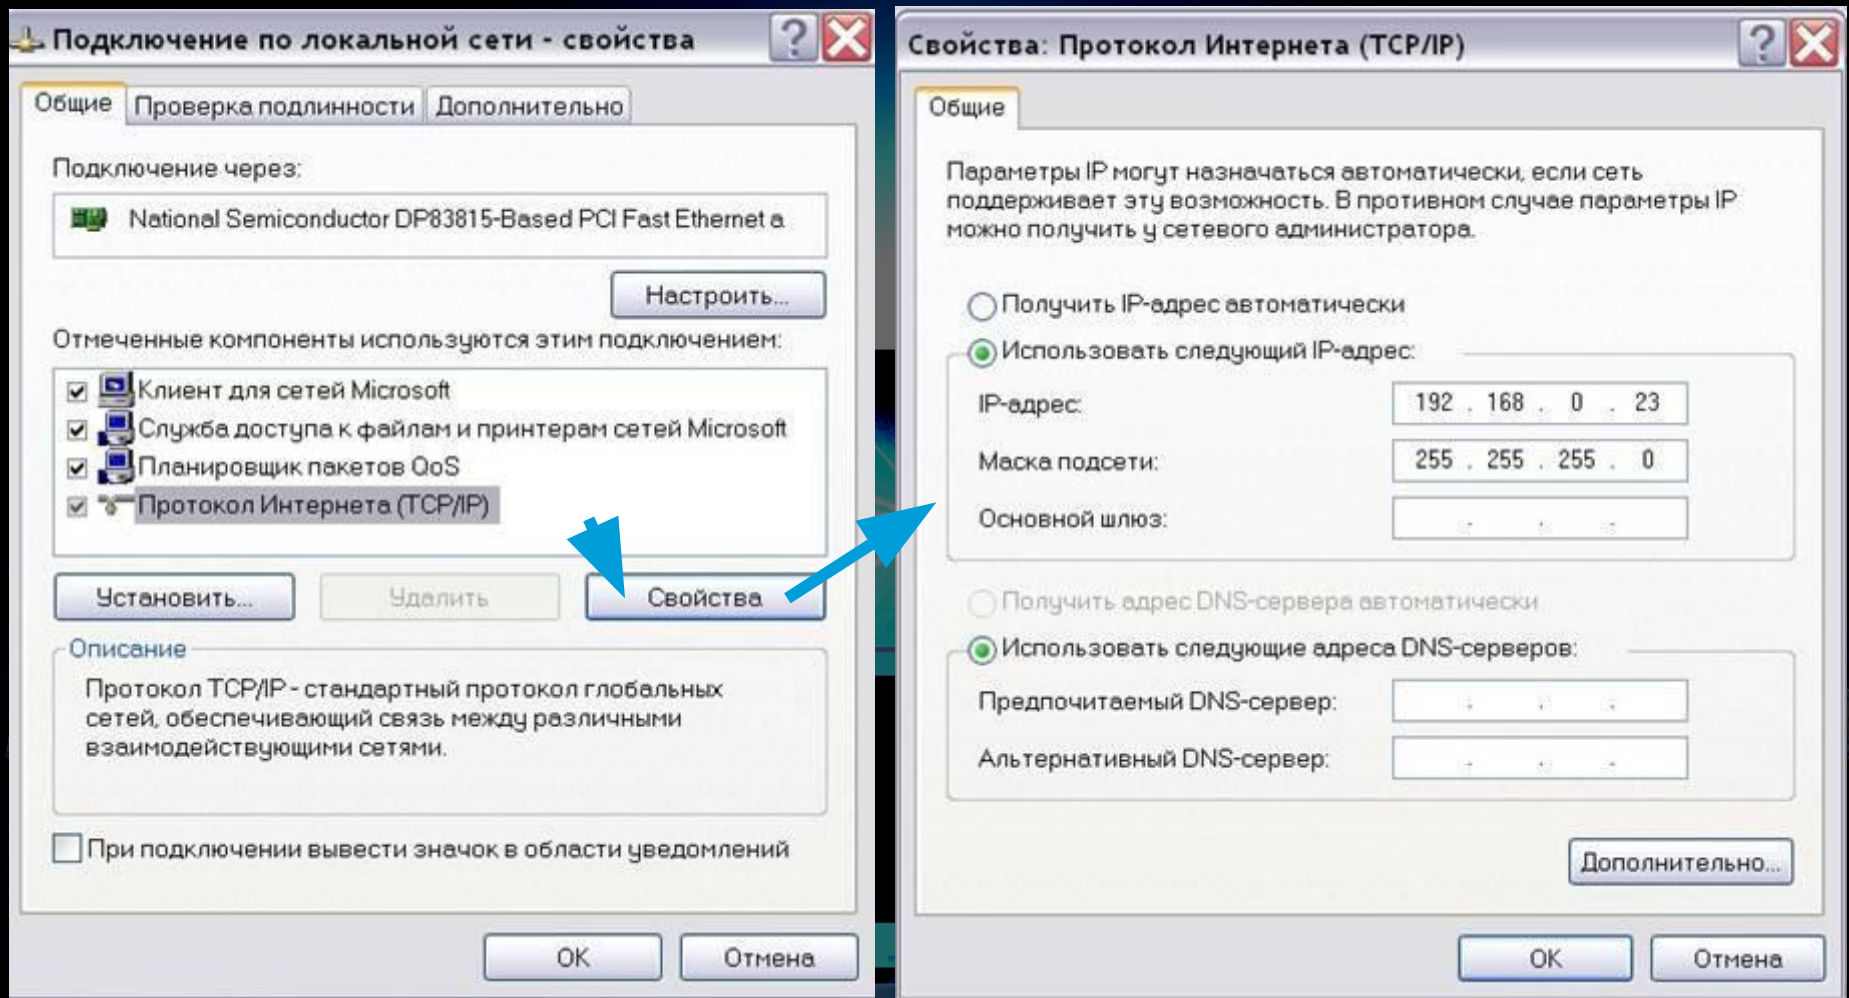 Подключение по локальной сети - свойства
Общие
Проверка подлинности
Дополнительно
Подключение через:
National Semiconductor DP83815-Based PCI Fast Ethernet a
Настроить...
Отмеченные компоненты используются этим подключением:
Клиент для сетей Microsoft
Служба доступа к файлам и принтерам сетей Microsoft
Планировщик пакетов QoS
Протокол Интернета (TCP/IP)
Установить...
Удалить
Свойства
Описание
Протокол TCP/IP - стандартный протокол глобальных
сетей, обеспечивающий связь между различными
взаимодействующими сетями.
При подключении вывести значок в области уведомлений
ОК
Отмена
Свойства: Протокол Интернета (TCP/IP)
Общие
Параметры IP могут назначаться автоматически, если сеть
поддерживает эту возможность. В противном случае параметры IP
можно получить у сетевого администратора.
Получить IP-адрес автоматически
Использовать следующий IP-адрес:
IP-адрес: 192 . 168 . 0 . 23
Маска подсети: 255 . 255 . 255 . 0
Основной шлюз: . . .
Получить адрес DNS-сервера автоматически
Использовать следующие адреса DNS-серверов:
Предпочитаемый DNS-сервер: . . .
Альтернативный DNS-сервер: . . .
Дополнительно...
ОК
Отмена